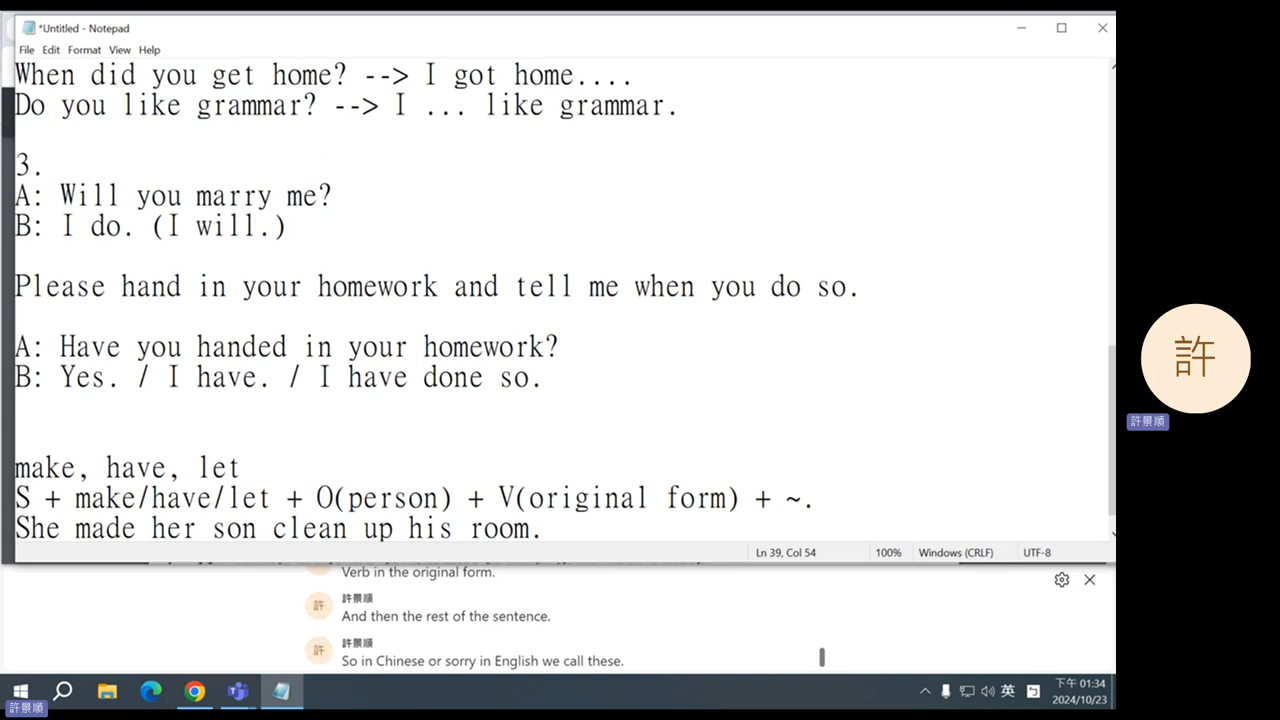 *Untitled - Notepad
File Edit Format View Help
When did you get home? --> I got home....
Do you like grammar? --> I ... like grammar.
3.
A: Will you marry me?
B: I do. (I will.)
Please hand in your homework and tell me when you do so.
A: Have you handed in your homework?
B: Yes. / I have. / I have done so.
make, have, let
S + make/have/let + O(person) + V(original form) + ~.
She made her son clean up his room.
Ln 39, Col 54 100% Windows (CRLF) UTF-8
Verb in the original form.
許 許景順
And then the rest of the sentence.
許 許景順
So in Chinese or sorry in English we call these.
英 下午 01:34
2024/10/23
許景順
許
許景順